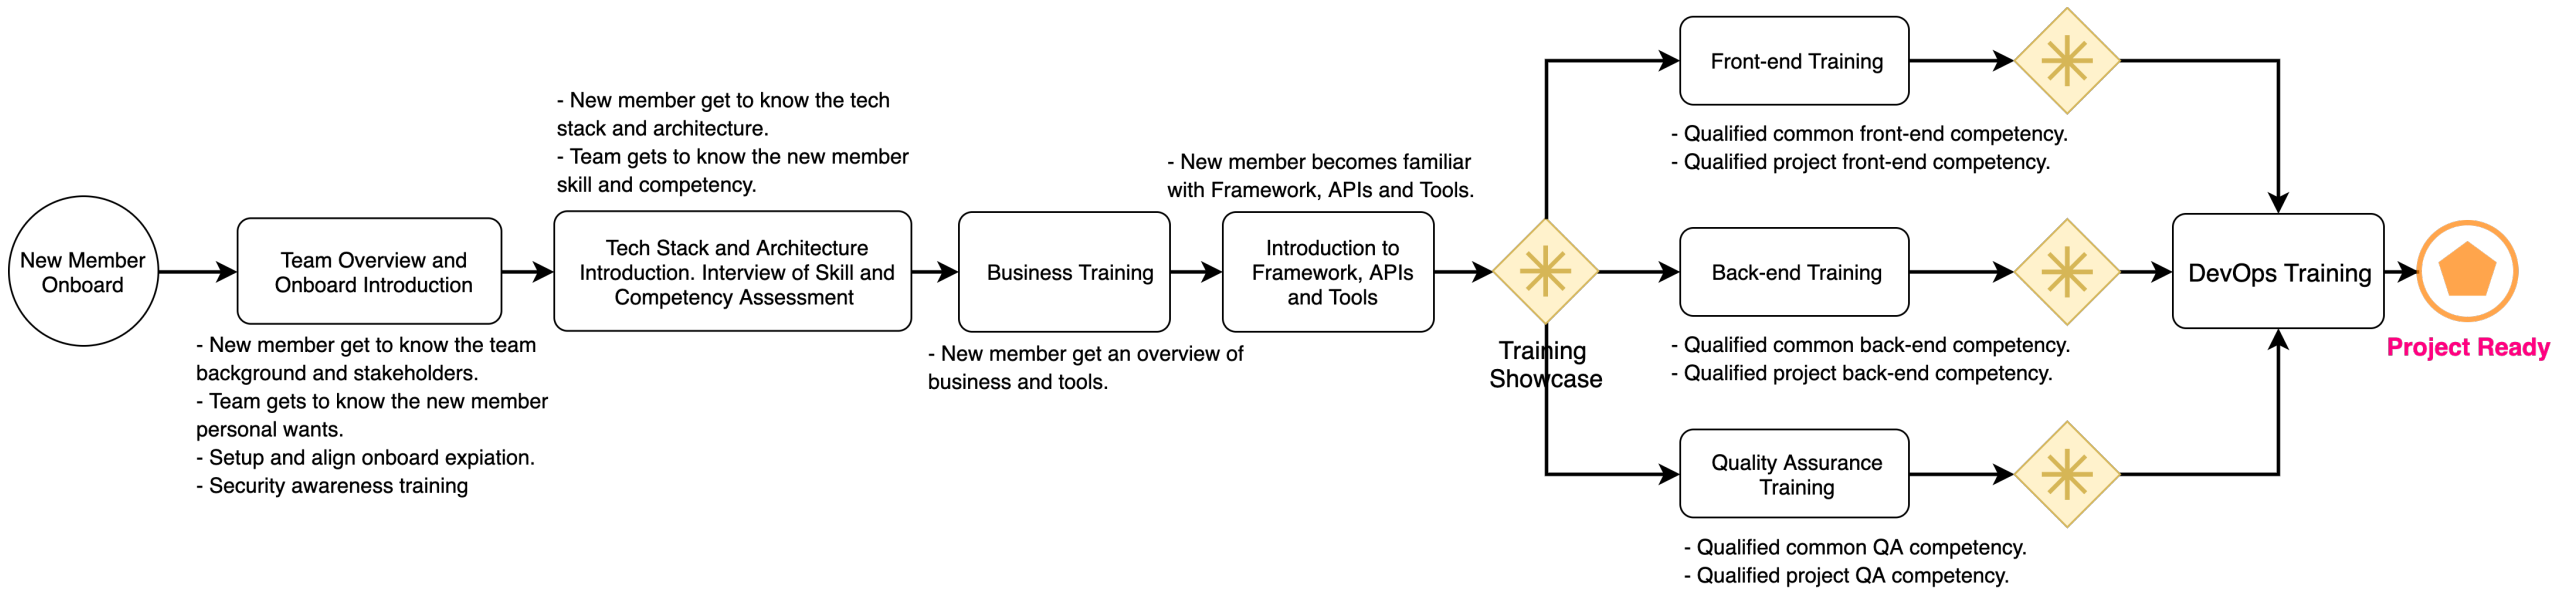 New Member
Onboard
Team Overview and
Onboard Introduction
- New member get to know the team
background and stakeholders.
- Team gets to know the new member
personal wants.
- Setup and align onboard expiation.
- Security awareness training
- New member get to know the tech
stack and architecture.
- Team gets to know the new member
skill and competency.
Tech Stack and Architecture
Introduction. Interview of Skill and
Competency Assessment
Business Training
- New member get an overview of
business and tools.
- New member becomes familiar
with Framework, APIs and Tools.
Introduction to
Framework, APIs
and Tools
Training
Showcase
Front-end Training
- Qualified common front-end competency.
- Qualified project front-end competency.
Back-end Training
- Qualified common back-end competency.
- Qualified project back-end competency.
Quality Assurance
Training
- Qualified common QA competency.
- Qualified project QA competency.
DevOps Training
Project Ready